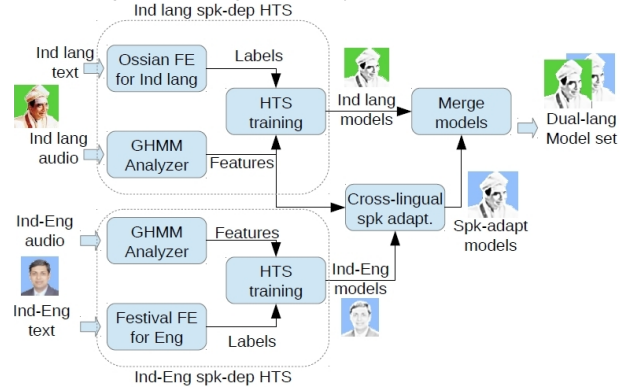 Ind lang spk-dep HTS
Ind lang
text
Ossian FE
for Ind lang
Labels
HTS
training
Ind lang
models
Merge
models
Dual-lang
Model set
Ind lang
audio
GHMM
Analyzer
Features
Cross-lingual
spk adapt.
Spk-adapt
models
Ind-Eng
audio
GHMM
Analyzer
Features
HTS
training
Ind-Eng
models
Ind-Eng
text
Festival FE
for Eng
Labels
Ind-Eng spk-dep HTS